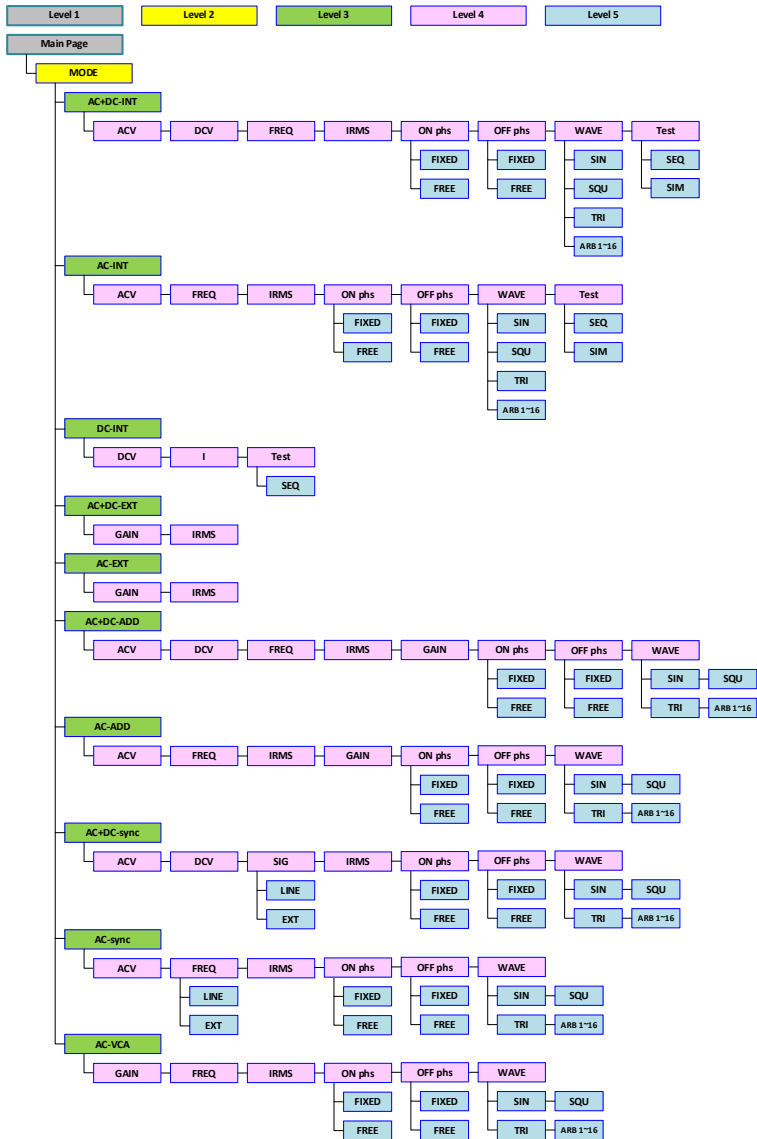 Level 1 Level 2 Level 3 Level 4 Level 5
Main Page
MODE
AC+DC-INT
ACV DCV FREQ IRMS ON phs OFF phs WAVE Test
FIXED FIXED SIN SEQ
FREE FREE SQU SIM
TRI
ARB 1~16
AC-INT
ACV FREQ IRMS ON phs OFF phs WAVE Test
FIXED FIXED SIN SEQ
FREE FREE SQU SIM
TRI
ARB 1~16
DC-INT
DCV I Test
SEQ
AC+DC-EXT
GAIN IRMS
AC-EXT
GAIN IRMS
AC+DC-ADD
ACV DCV FREQ IRMS GAIN ON phs OFF phs WAVE
FIXED FIXED SIN SQU
FREE FREE TRI ARB 1~16
AC-ADD
ACV FREQ IRMS GAIN ON phs OFF phs WAVE
FIXED FIXED SIN SQU
FREE FREE TRI ARB 1~16
AC+DC-sync
ACV DCV SIG IRMS ON phs OFF phs WAVE
LINE FIXED FIXED SIN SQU
EXT FREE FREE TRI ARB 1~16
AC-sync
ACV FREQ IRMS ON phs OFF phs WAVE
LINE FIXED FIXED SIN SQU
EXT FREE FREE TRI ARB 1~16
AC-VCA
GAIN FREQ IRMS ON phs OFF phs WAVE
FIXED FIXED SIN SQU
FREE FREE TRI ARB 1~16